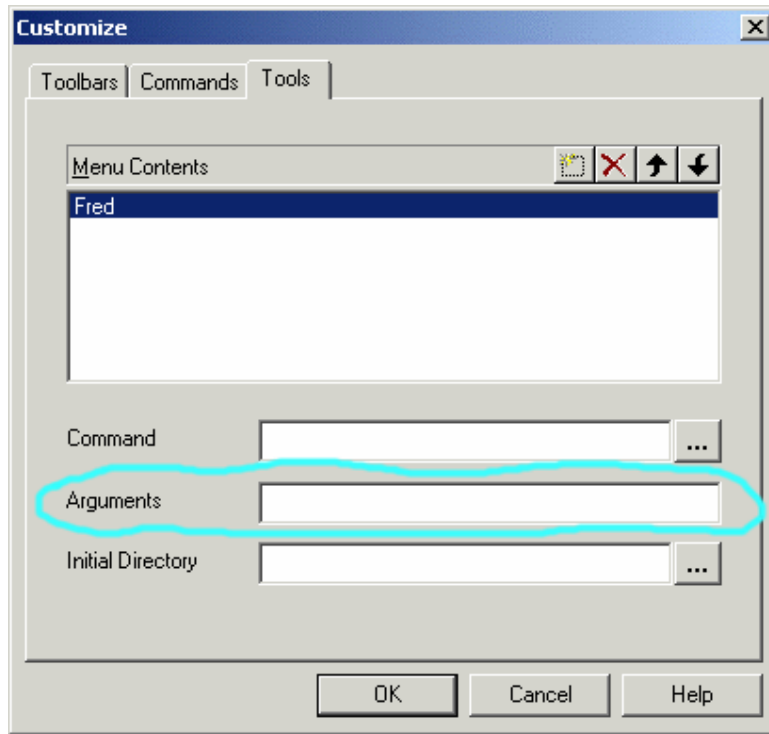 Customize
Toolbars Commands Tools
Menu Contents
Fred
Command ...
Arguments
Initial Directory ...
OK Cancel Help